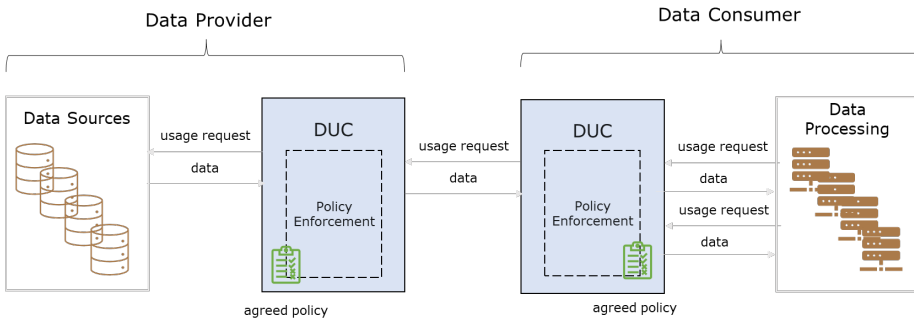 Data Provider
Data Consumer
Data Sources
usage request
data
DUC
Policy
Enforcement
agreed policy
usage request
data
DUC
Policy
Enforcement
agreed policy
usage request
data
usage request
data
Data
Processing